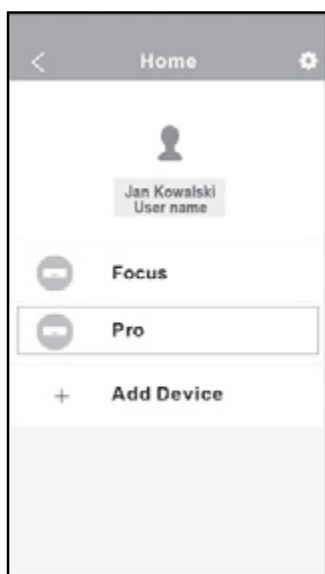 Home
Jan Kowalski
User name
Focus
Pro
+ Add Device